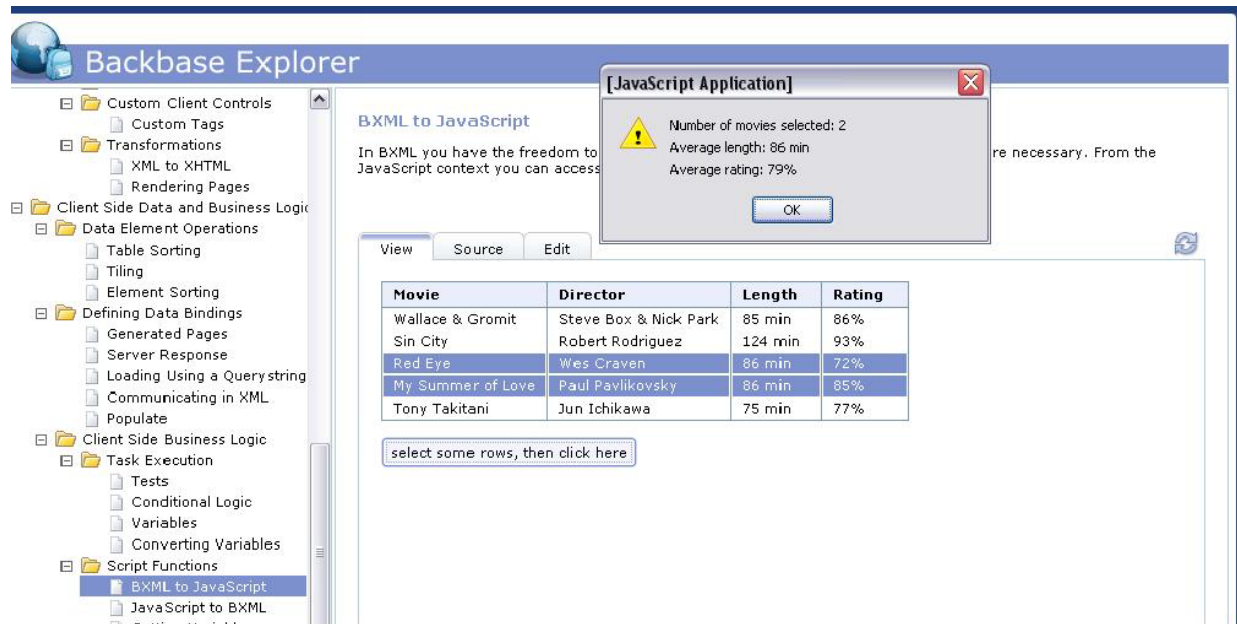 Backbase Explorer
Custom Client Controls
Custom Tags
Transformations
XML to XHTML
Rendering Pages
Client Side Data and Business Logic
Data Element Operations
Table Sorting
Tiling
Element Sorting
Defining Data Bindings
Generated Pages
Server Response
Loading Using a Querystring
Communicating in XML
Populate
Client Side Business Logic
Task Execution
Tests
Conditional Logic
Variables
Converting Variables
Script Functions
BXML to JavaScript
JavaScript to BXML
BXML to JavaScript
In BXML you have the freedom to re necessary. From the
JavaScript context you can access
[JavaScript Application]
Number of movies selected: 2
Average length: 86 min
Average rating: 79%
OK
View Source Edit
Movie Director Length Rating
Wallace & Gromit Steve Box & Nick Park 85 min 86%
Sin City Robert Rodriguez 124 min 93%
Red Eye Wes Craven 86 min 72%
My Summer of Love Paul Pavlikovsky 86 min 85%
Tony Takitani Jun Ichikawa 75 min 77%
select some rows, then click here